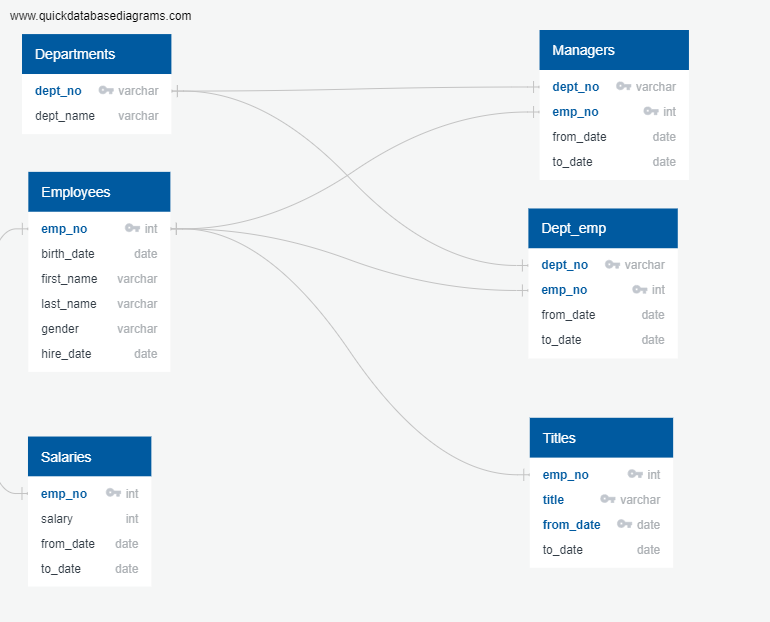 www.quickdatabasediagrams.com
Departments
dept_no varchar
dept_name varchar
Employees
emp_no int
birth_date date
first_name varchar
last_name varchar
gender varchar
hire_date date
Salaries
emp_no int
salary int
from_date date
to_date date
Managers
dept_no varchar
emp_no int
from_date date
to_date date
Dept_emp
dept_no varchar
emp_no int
from_date date
to_date date
Titles
emp_no int
title varchar
from_date date
to_date date